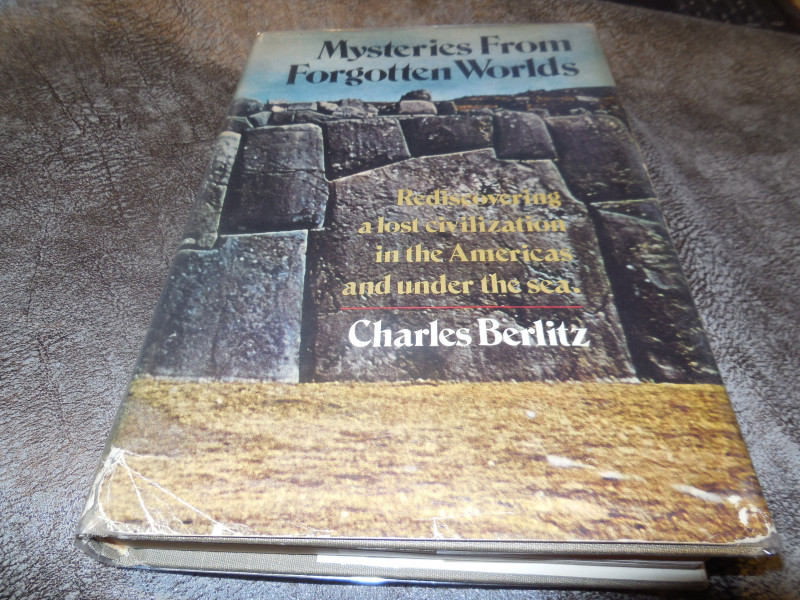 Mysteries From
Forgotten Worlds
Rediscovering
a lost civilization
in the Americas
and under the sea.
Charles Berlitz